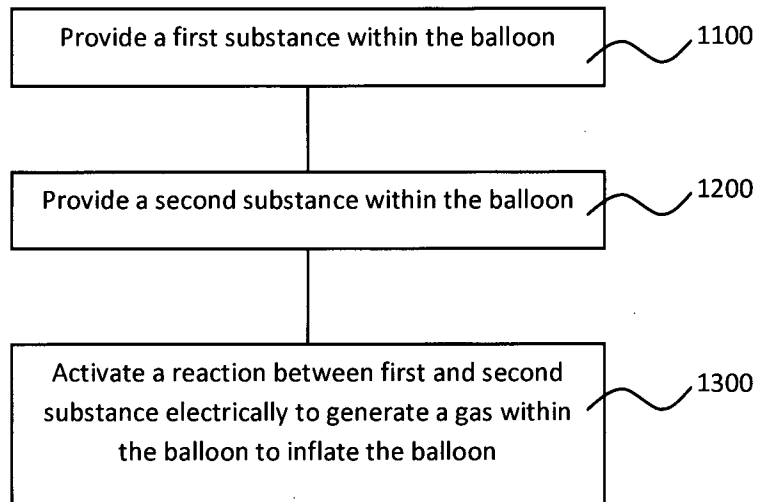 Provide a first substance within the balloon
1100
Provide a second substance within the balloon
1200
Activate a reaction between first and second
substance electrically to generate a gas within
the balloon to inflate the balloon
1300